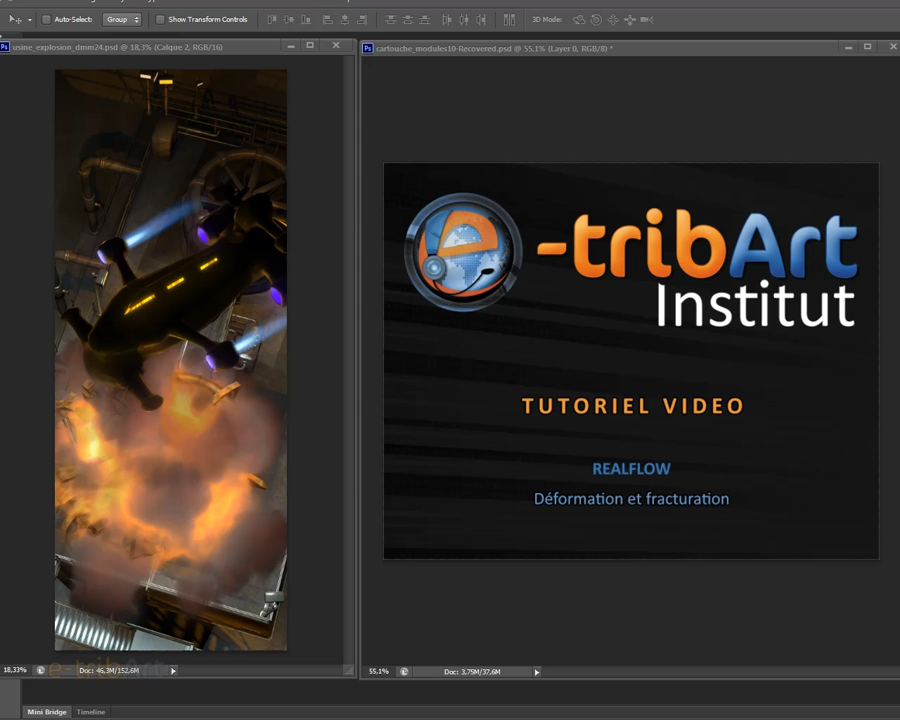 Auto-Select: Group Show Transform Controls 3D Mode:
usine_explosion_dmm24.psd @ 18,3% (Calque 2, RGB/16)
cartouche_modules10-Recovered.psd @ 55,1% (Layer 0, RGB/8) *
e-tribArt
Institut
TUTORIEL VIDEO
REALFLOW
Déformation et fracturation
18,33% Doc: 46,3M/152,6M
e-tribArt
55,1% Doc: 3,75M/37,6M
Mini Bridge Timeline